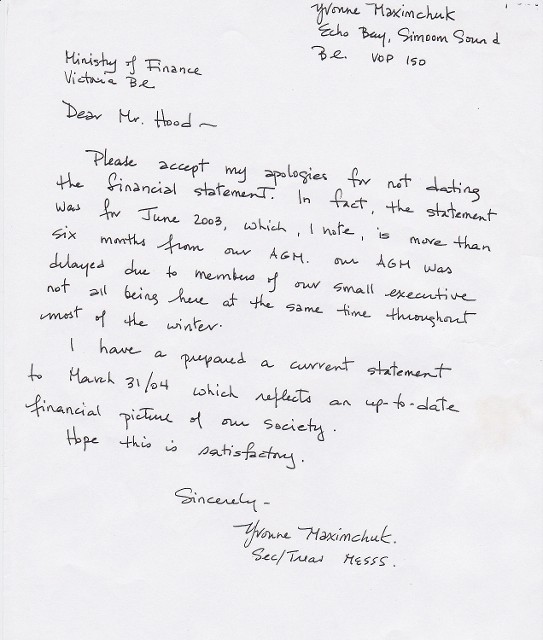 Yvonne Maximchuk
Echo Bay, Simoom Sound
B.C. V0P 1S0
Ministry of Finance
Victoria BC
Dear Mr. Hood ~
Please accept my apologies for not dating
the financial statement. In fact, the statement
was for June 2003, which, I note, is more than
six months from our AGM. Our AGM was
delayed due to members of our small executive
not all being here at the same time throughout
most of the winter.
I have a prepared a current statement
to March 31/04 which reflects an up-to-date
financial picture of our society.
Hope this is satisfactory.
Sincerely -
Yvonne Maximchuk.
Sec/Treas MESSS.